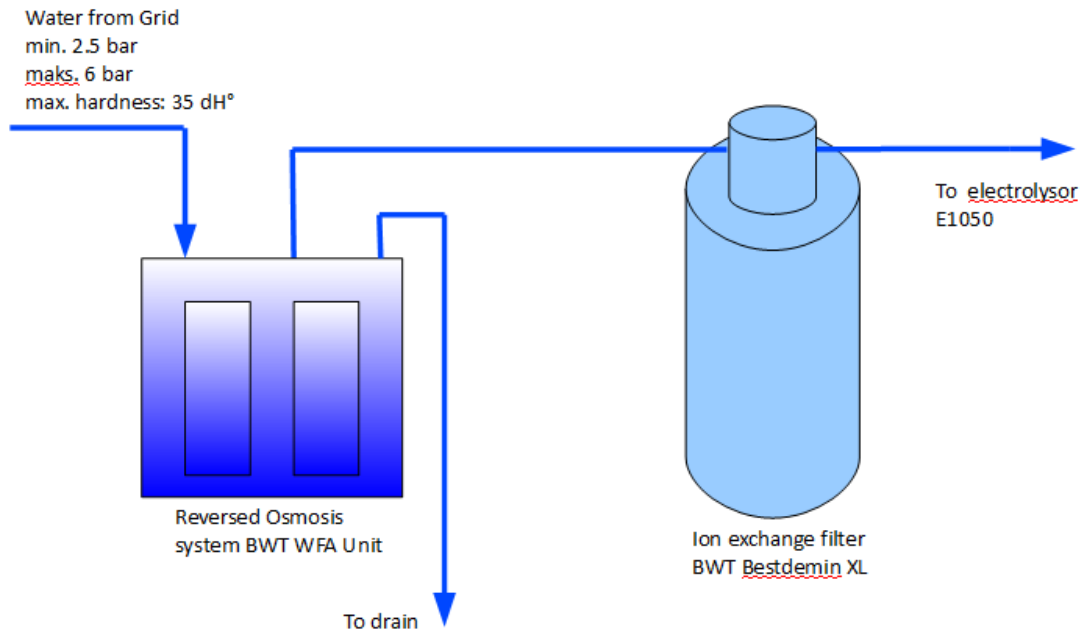 Water from Grid
min. 2.5 bar
maks. 6 bar
max. hardness: 35 dH°
To electrolysor
E1050
Reversed Osmosis
system BWT WFA Unit
Ion exchange filter
BWT Bestdemin XL
To drain